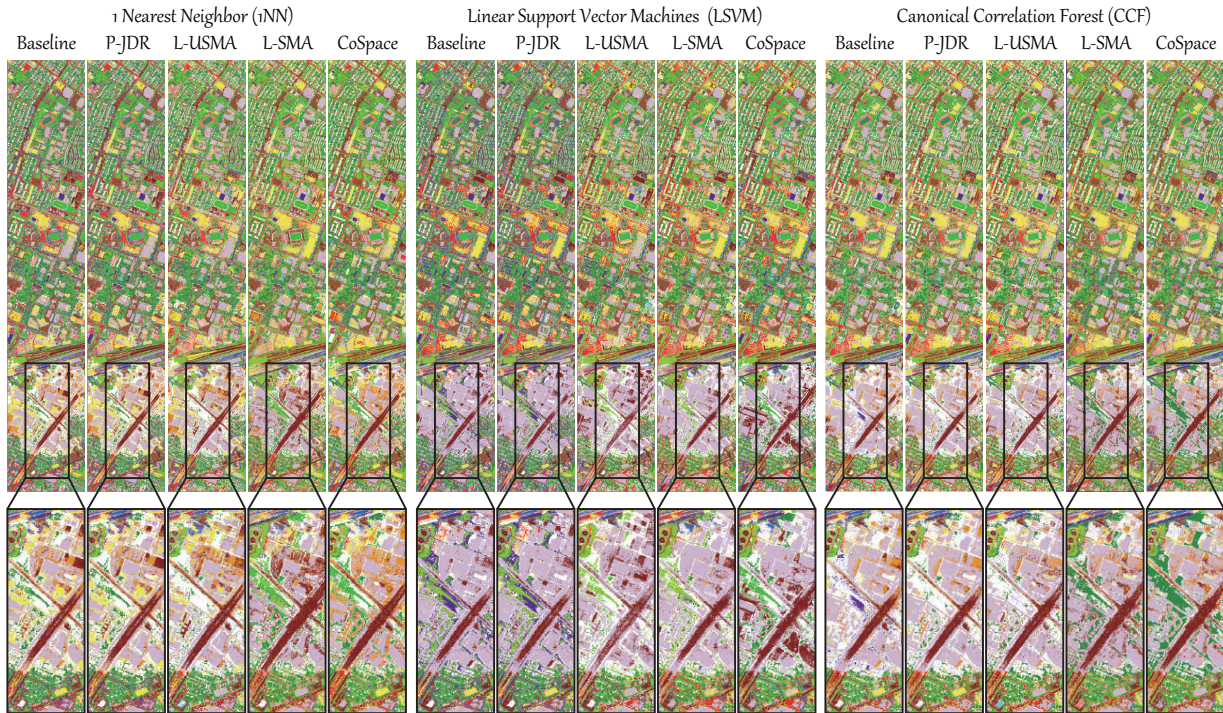 1 Nearest Neighbor (1NN) Linear Support Vector Machines (LSVM) Canonical Correlation Forest (CCF)
Baseline P-JDR L-USMA L-SMA CoSpace Baseline P-JDR L-USMA L-SMA CoSpace Baseline P-JDR L-USMA L-SMA CoSpace